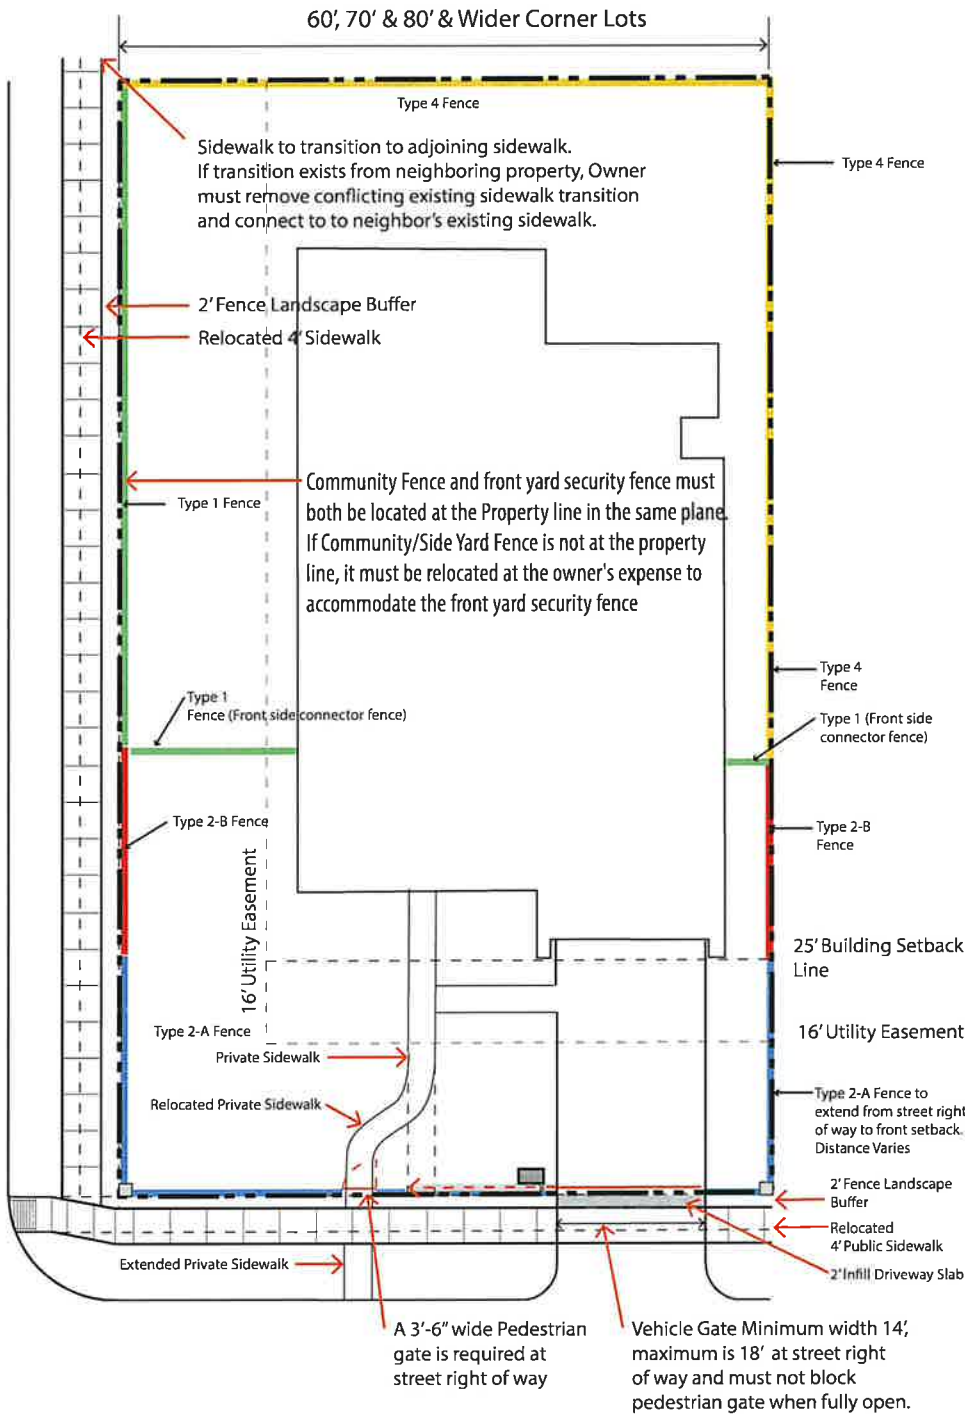 60', 70' & 80' & Wider Corner Lots
Type 4 Fence
Sidewalk to transition to adjoining sidewalk.
If transition exists from neighboring property, Owner
must remove conflicting existing sidewalk transition
and connect to to neighbor's existing sidewalk.
Type 4 Fence
2' Fence Landscape Buffer
Relocated 4' Sidewalk
Community Fence and front yard security fence must
both be located at the Property line in the same plane.
If Community/Side Yard Fence is not at the property
line, it must be relocated at the owner's expense to
accommodate the front yard security fence
Type 1 Fence
Type 1
Fence (Front side connector fence)
Type 4
Fence
Type 1 (Front side
connector fence)
Type 2-B Fence
Type 2-B
Fence
16' Utility Easement
25' Building Setback
Line
Type 2-A Fence
16' Utility Easement
Private Sidewalk
Relocated Private Sidewalk
Type 2-A Fence to
extend from street right
of way to front setback.
Distance Varies
2' Fence Landscape
Buffer
Relocated
4' Public Sidewalk
Extended Private Sidewalk
2' Infill Driveway Slab
A 3'-6" wide Pedestrian
gate is required at
street right of way
Vehicle Gate Minimum width 14',
maximum is 18' at street right
of way and must not block
pedestrian gate when fully open.